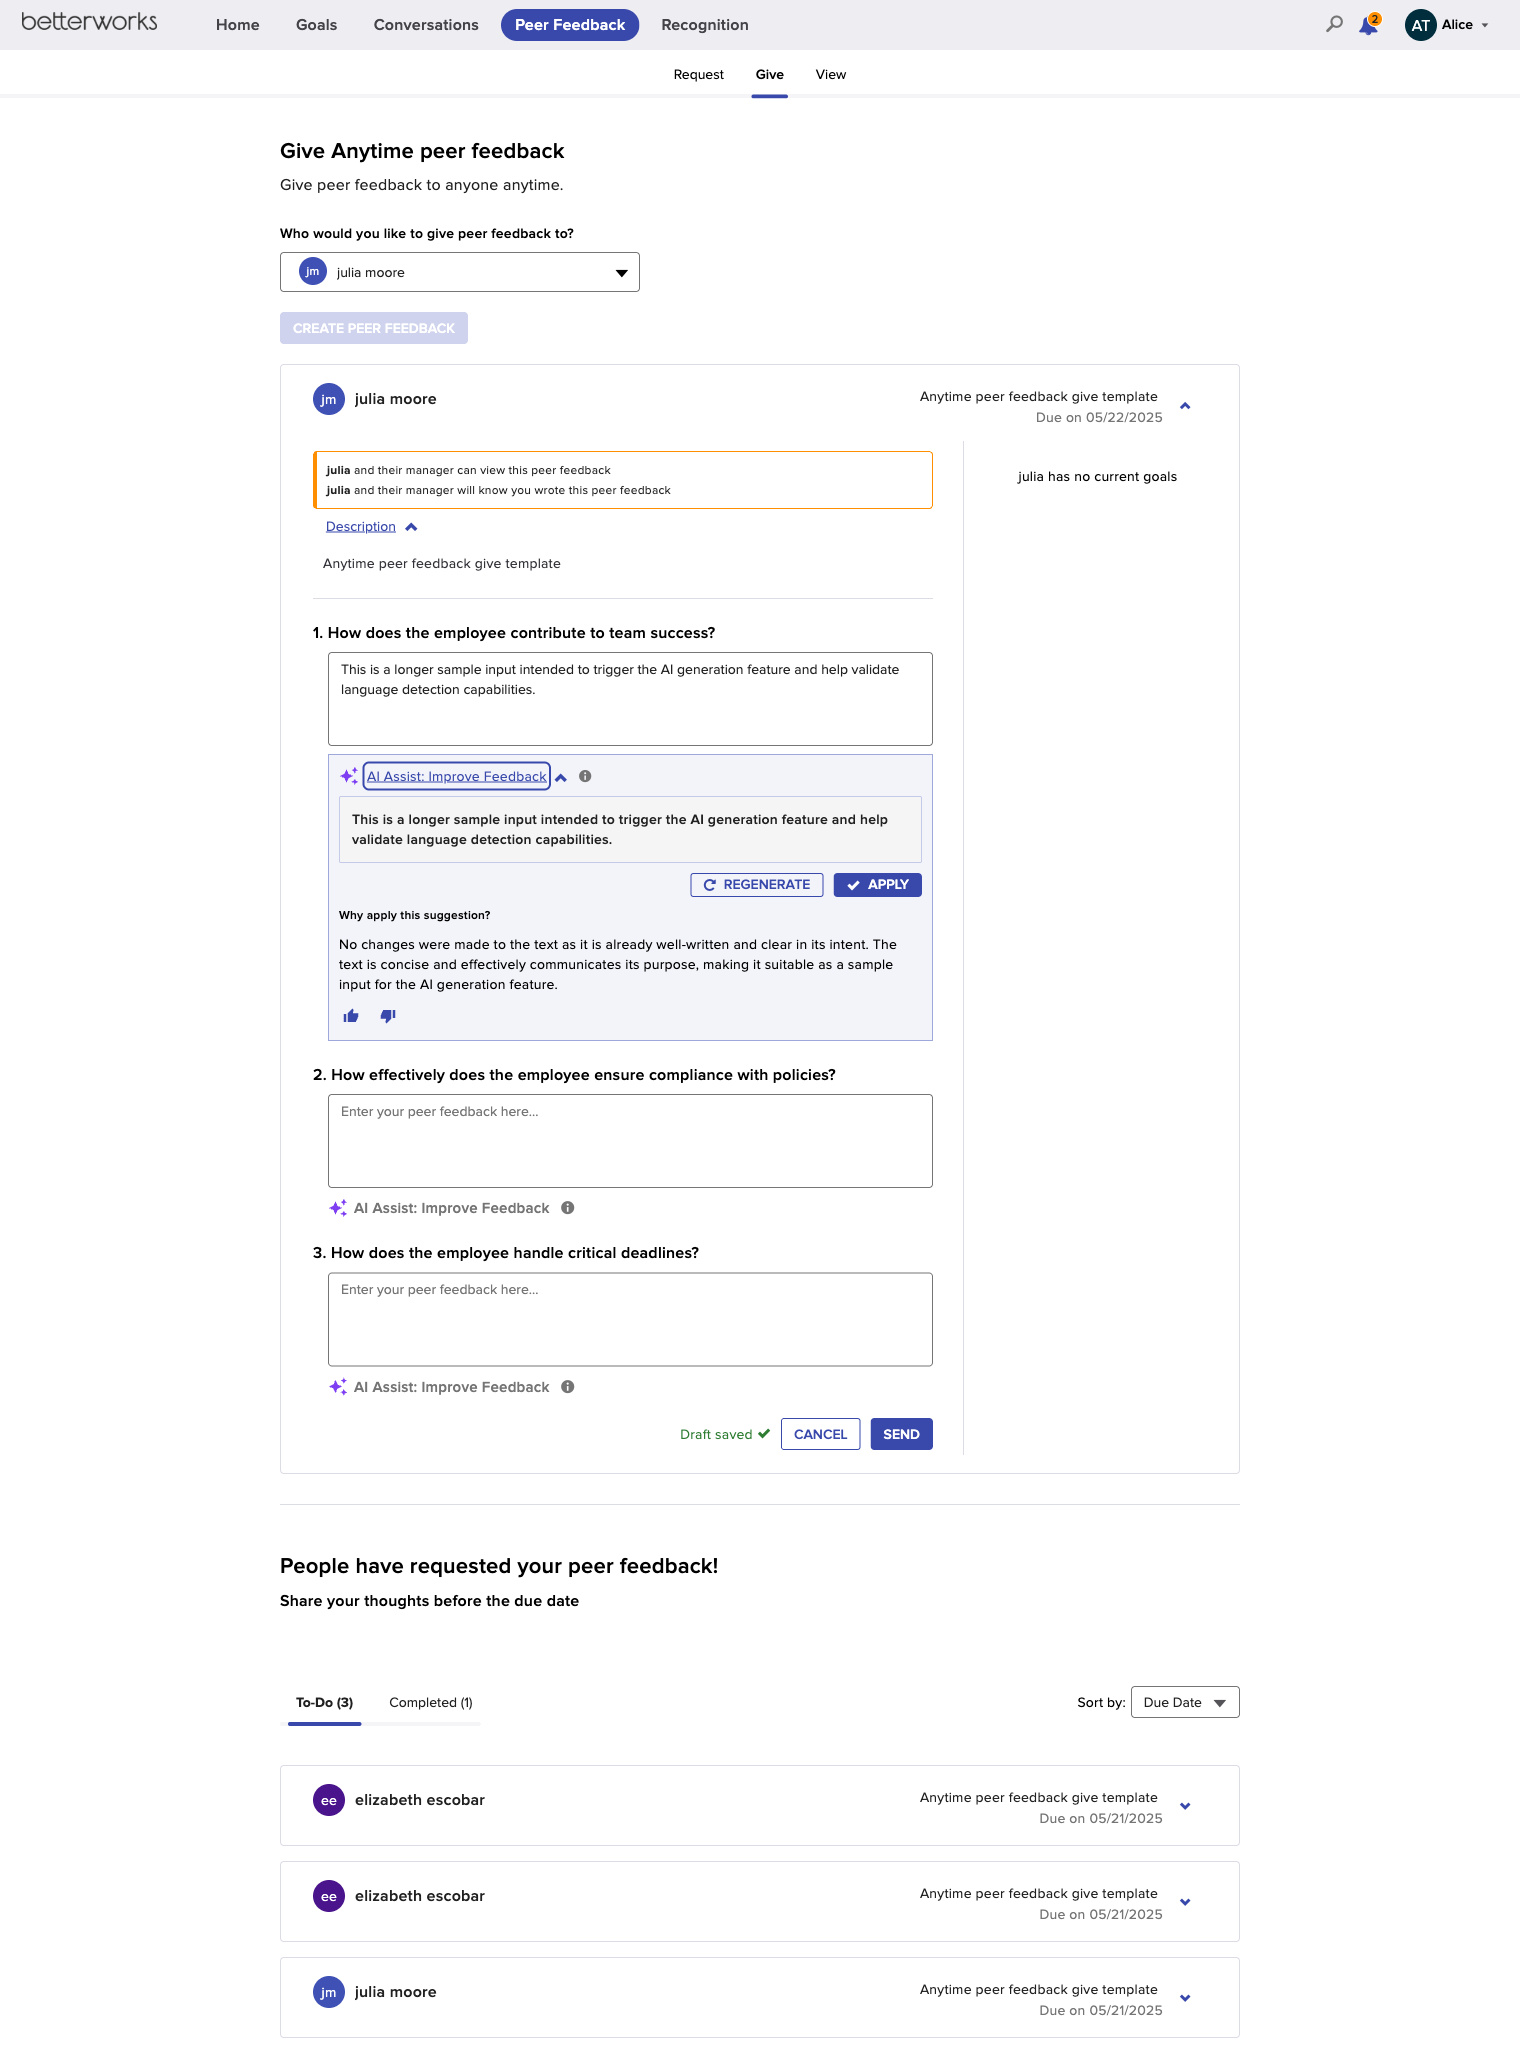 betterworks
Home
Goals
Conversations
Peer Feedback
Recognition
2
AT
Alice
Request
Give
View
Give Anytime peer feedback
Give peer feedback to anyone anytime.
Who would you like to give peer feedback to?
jm
julia moore
CREATE PEER FEEDBACK
jm
julia moore
Anytime peer feedback give template
Due on 05/22/2025
julia and their manager can view this peer feedback
julia and their manager will know you wrote this peer feedback
julia has no current goals
Description
Anytime peer feedback give template
1. How does the employee contribute to team success?
This is a longer sample input intended to trigger the AI generation feature and help validate
language detection capabilities.
AI Assist: Improve Feedback
This is a longer sample input intended to trigger the AI generation feature and help
validate language detection capabilities.
REGENERATE
APPLY
Why apply this suggestion?
No changes were made to the text as it is already well-written and clear in its intent. The
text is concise and effectively communicates its purpose, making it suitable as a sample
input for the AI generation feature.
2. How effectively does the employee ensure compliance with policies?
Enter your peer feedback here...
AI Assist: Improve Feedback
3. How does the employee handle critical deadlines?
Enter your peer feedback here...
AI Assist: Improve Feedback
Draft saved
CANCEL
SEND
People have requested your peer feedback!
Share your thoughts before the due date
To-Do (3)
Completed (1)
Sort by:
Due Date
ee
elizabeth escobar
Anytime peer feedback give template
Due on 05/21/2025
ee
elizabeth escobar
Anytime peer feedback give template
Due on 05/21/2025
jm
julia moore
Anytime peer feedback give template
Due on 05/21/2025